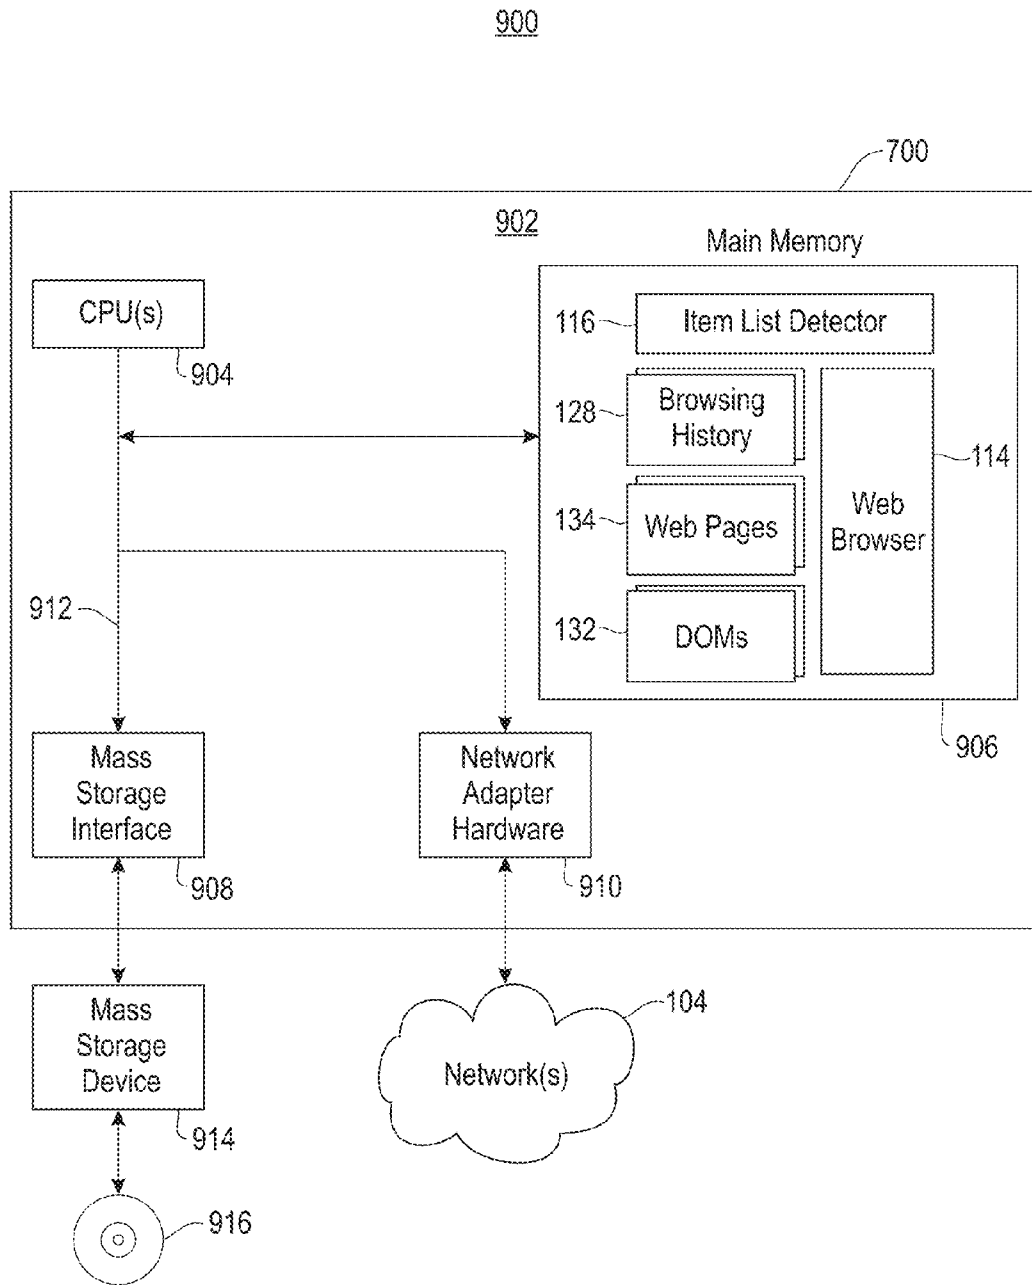 900
700
902
Main Memory
CPU(s)
904
116
Item List Detector
128
Browsing
History
114
134
Web Pages
Web
Browser
912
132
DOMs
906
Mass
Storage
Interface
908
Network
Adapter
Hardware
910
Mass
Storage
Device
914
104
Network(s)
916